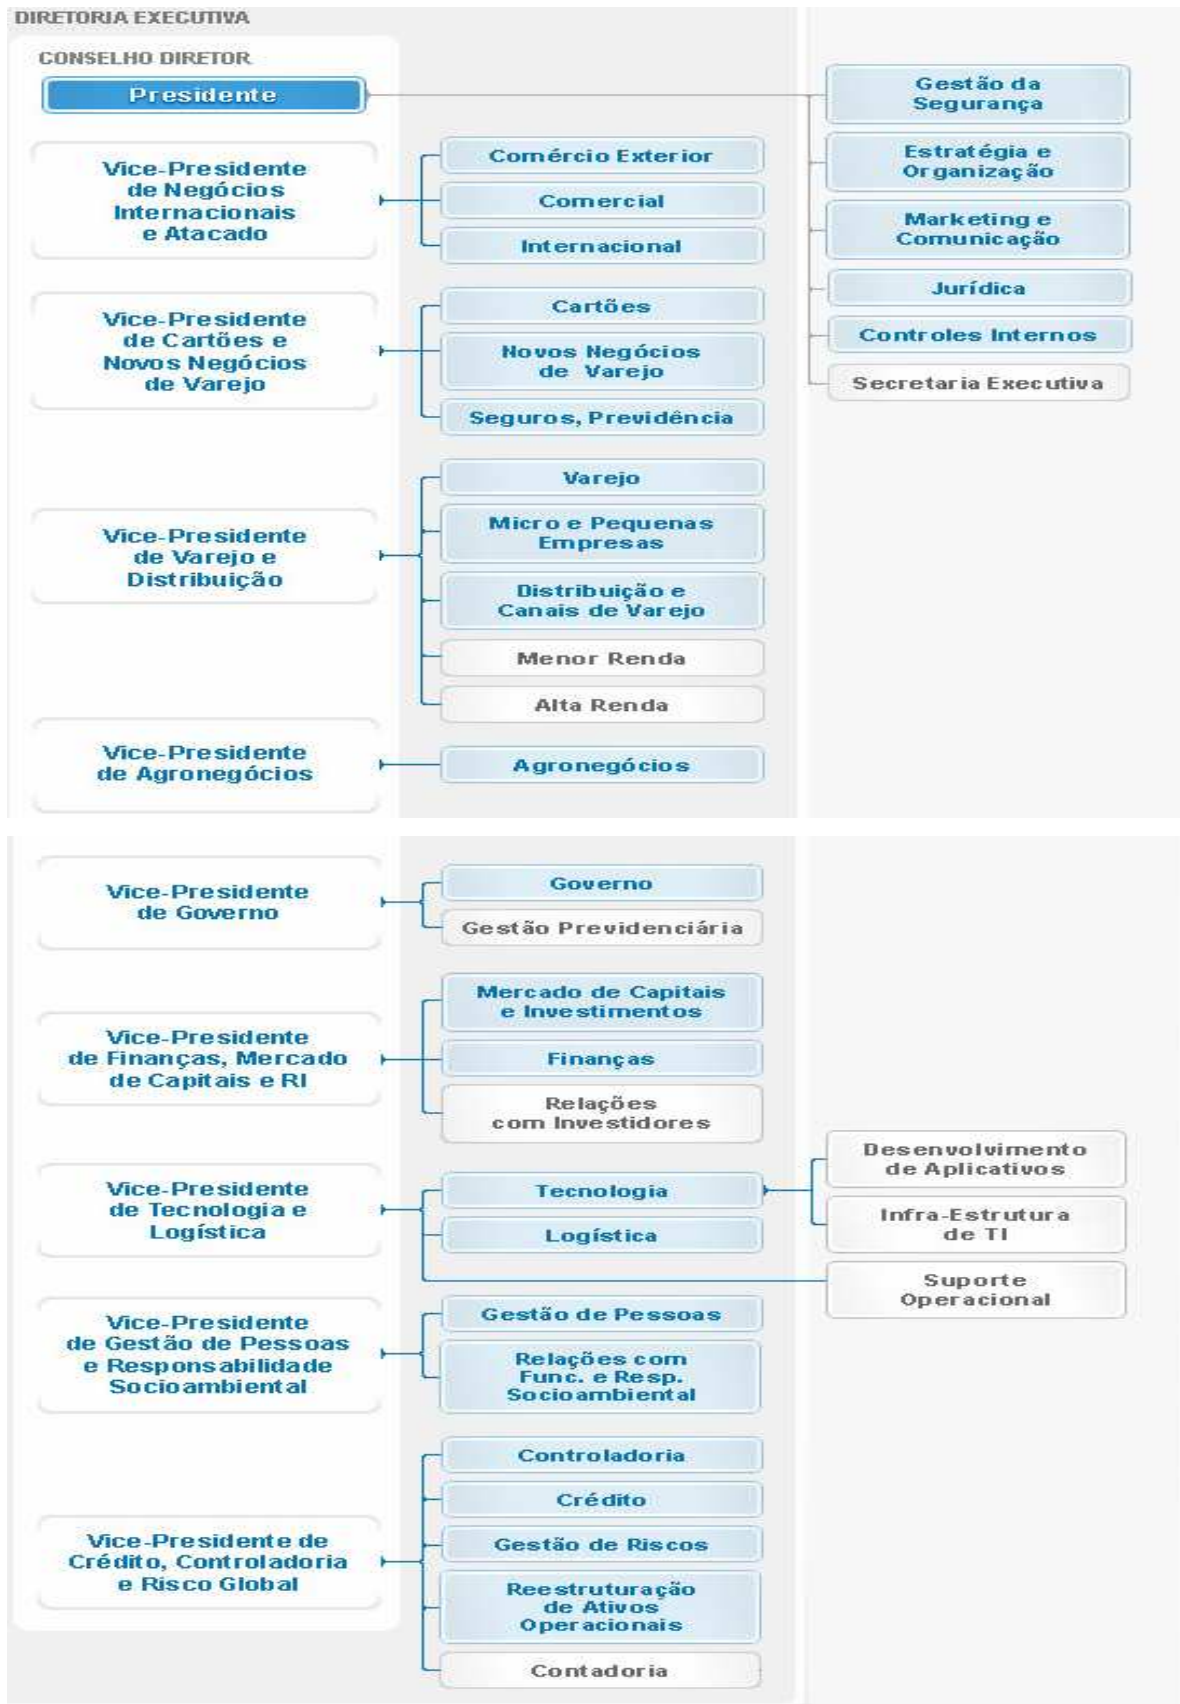 DIRETORIA EXECUTIVA
CONSELHO DIRETOR
Presidente
Gestão da
Segurança
Estratégia e
Organização
Marketing e
Comunicação
Jurídica
Controles Internos
Secretaria Executiva
Vice-Presidente
de Negócios
Internacionais
e Atacado
Comércio Exterior
Comercial
Internacional
Vice-Presidente
de Cartões e
Novos Negócios
de Varejo
Cartões
Novos Negócios
de Varejo
Seguros, Previdência
Vice-Presidente
de Varejo e
Distribuição
Varejo
Micro e Pequenas
Empresas
Distribuição e
Canais de Varejo
Menor Renda
Alta Renda
Vice-Presidente
de Agronegócios
Agronegócios
Vice-Presidente
de Governo
Governo
Gestão Previdenciária
Vice-Presidente
de Finanças, Mercado
de Capitais e RI
Mercado de Capitais
e Investimentos
Finanças
Relações
com Investidores
Vice-Presidente
de Tecnologia e
Logística
Tecnologia
Logística
Desenvolvimento
de Aplicativos
Infra-Estrutura
de TI
Suporte
Operacional
Vice-Presidente
de Gestão de Pessoas
e Responsabilidade
Socioambiental
Gestão de Pessoas
Relações com
Func. e Resp.
Socioambiental
Vice-Presidente de
Crédito, Controladoria
e Risco Global
Controladoria
Crédito
Gestão de Riscos
Reestruturação
de Ativos
Operacionais
Contadoria